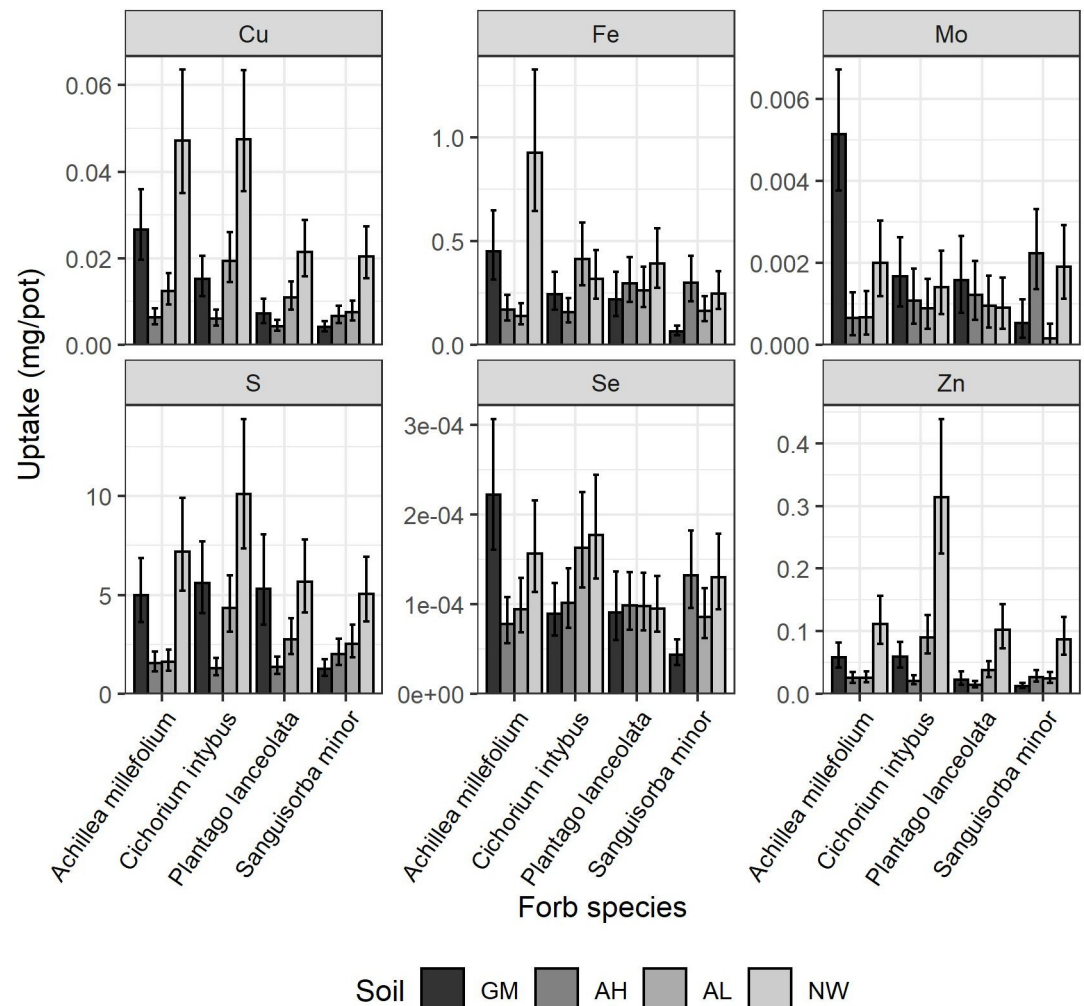 Cu Fe Mo
0.06
0.04
0.02
0.00
1.0
0.5
0.0
0.006
0.004
0.002
0.000
S Se Zn
10
5
0
3e-04
2e-04
1e-04
0e+00
0.4
0.3
0.2
0.1
0.0
Uptake (mg/pot)
Achillea millefolium
Cichorium intybus
Plantago lanceolata
Sanguisorba minor
Achillea millefolium
Cichorium intybus
Plantago lanceolata
Sanguisorba minor
Achillea millefolium
Cichorium intybus
Plantago lanceolata
Sanguisorba minor
Forb species
Soil GM AH AL NW